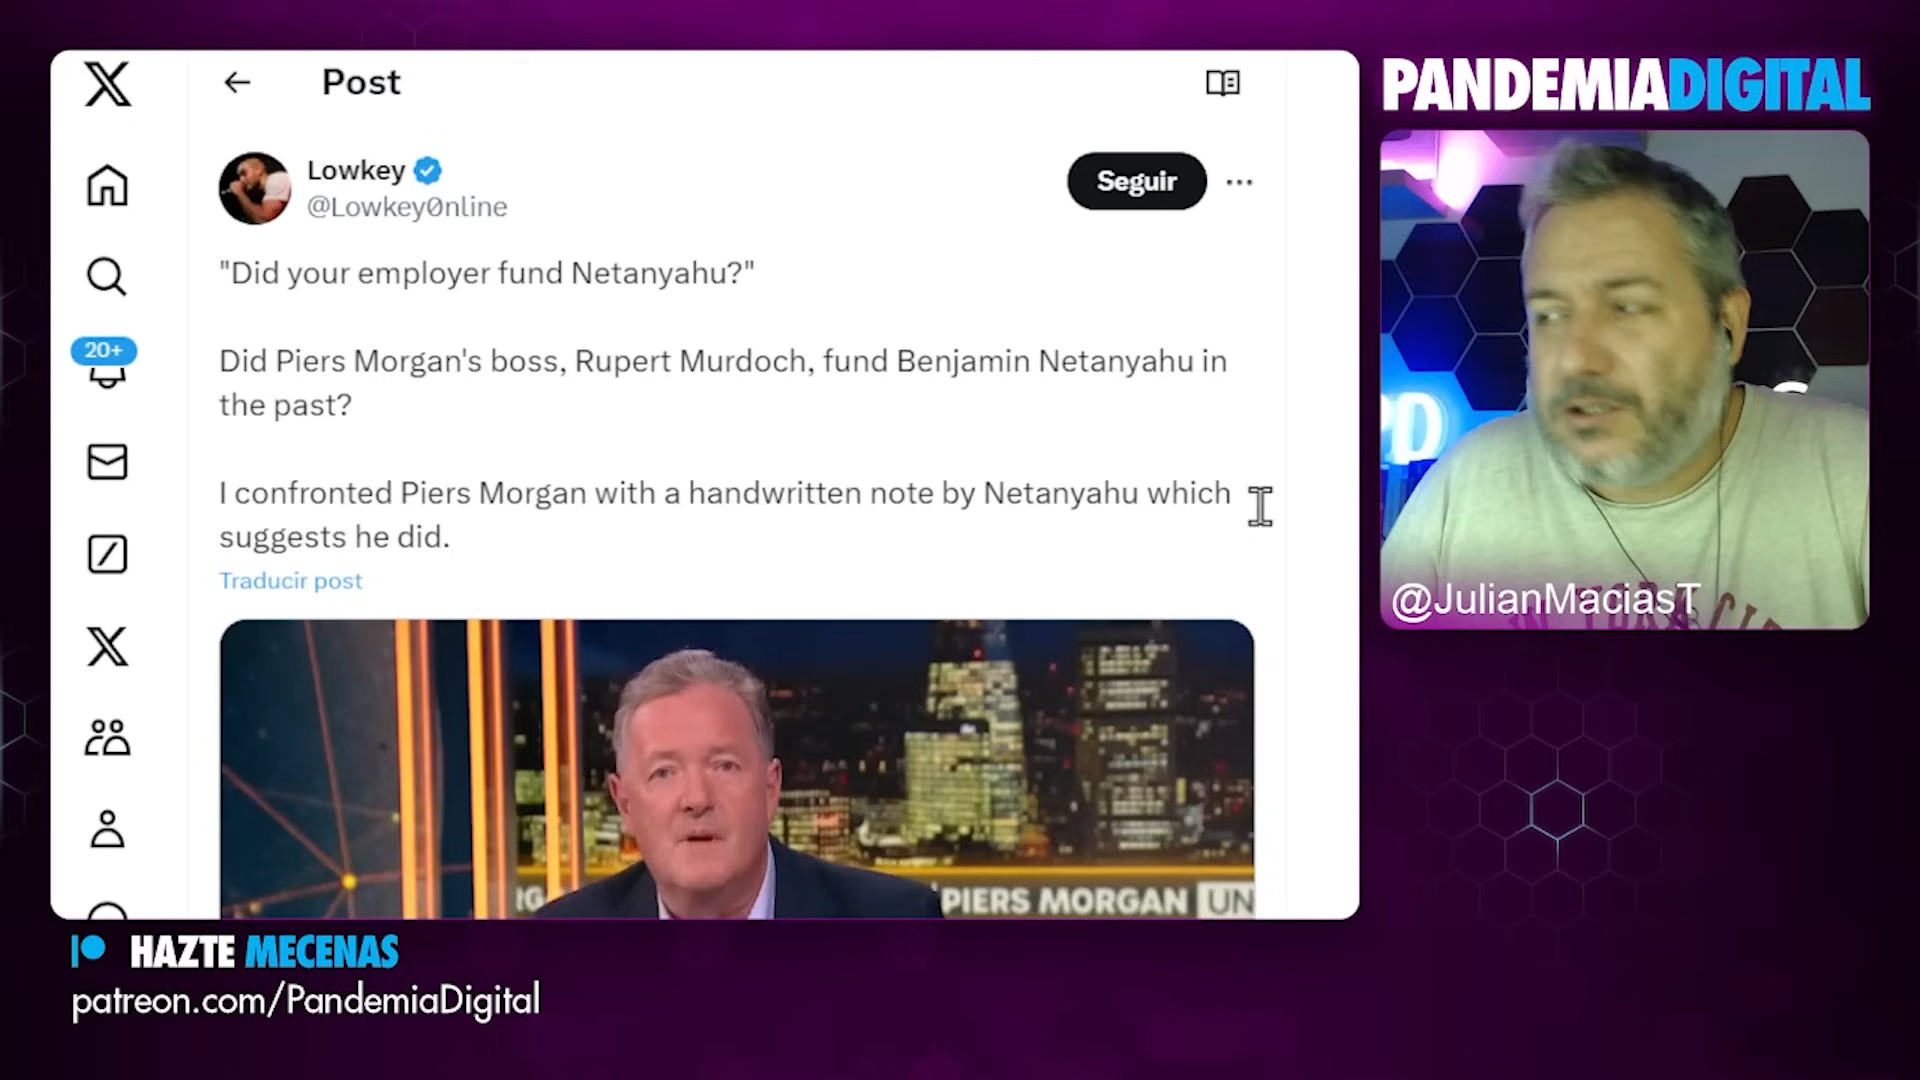 Post
Lowkey
@Lowkey0nline
Seguir
"Did your employer fund Netanyahu?"
Did Piers Morgan's boss, Rupert Murdoch, fund Benjamin Netanyahu in
the past?
I confronted Piers Morgan with a handwritten note by Netanyahu which
suggests he did.
Traducir post
20+
PIERS MORGAN UN
PANDEMIADIGITAL
PD
@JulianMaciasT
HAZTE MECENAS
patreon.com/PandemiaDigital